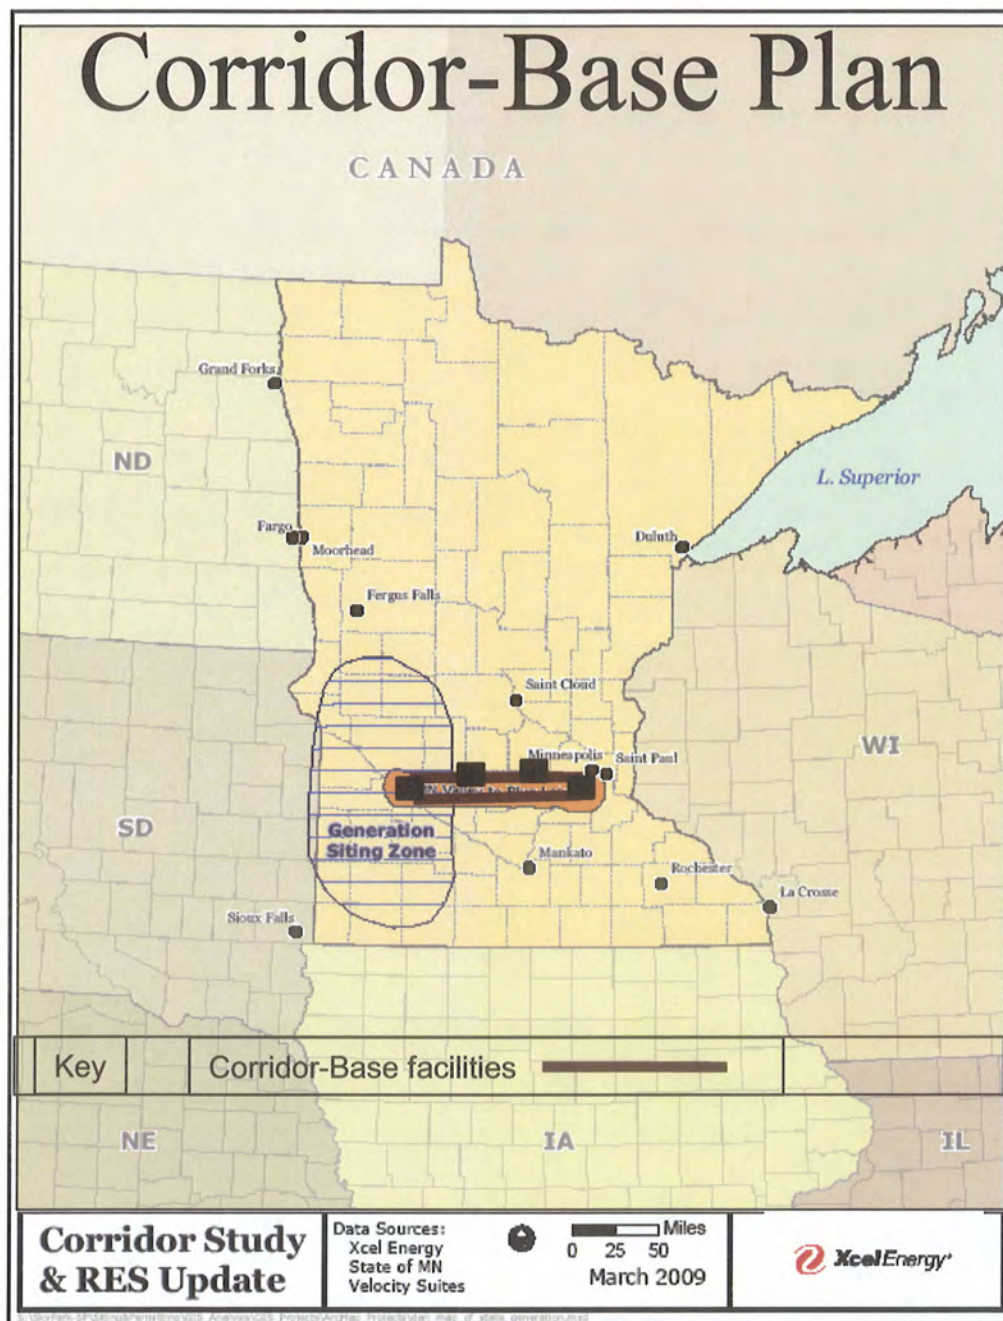 Corridor-Base Plan
CANADA
Grand Forks
ND
L. Superior
Fargo
Moorhead
Duluth
Fergus Falls
Saint Cloud
Minneapolis
Saint Paul
WI
SD
Generation
Siting Zone
Mankato
Rochester
La Crosse
Sioux Falls
Key
Corridor-Base facilities
NE
IA
IL
Corridor Study
& RES Update
Data Sources:
Xcel Energy
State of MN
Velocity Suites
Miles
0 25 50
March 2009
XcelEnergy